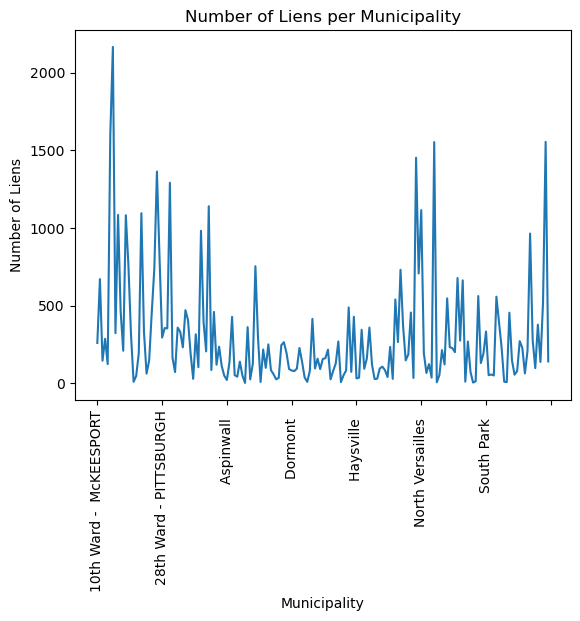 Number of Liens per Municipality
Number of Liens
2000
1500
1000
500
0
10th Ward -  McKEESPORT
28th Ward - PITTSBURGH
Aspinwall
Dormont
Haysville
North Versailles
South Park
Municipality